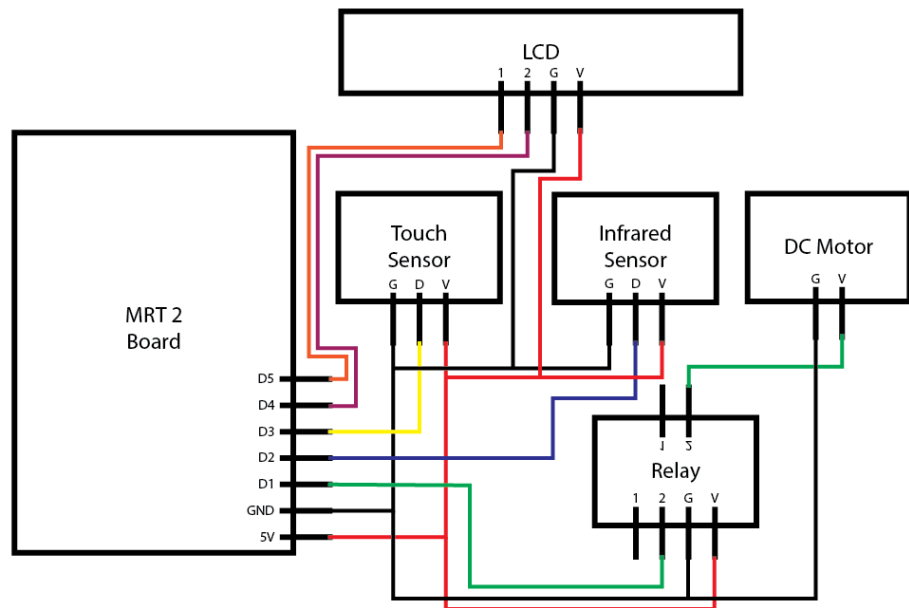 LCD
1 2 G V
Touch
Sensor
G D V
Infrared
Sensor
G D V
DC Motor
G V
MRT 2
Board
D5
D4
D3
D2
D1
GND
5V
1 2
Relay
1 2 G V